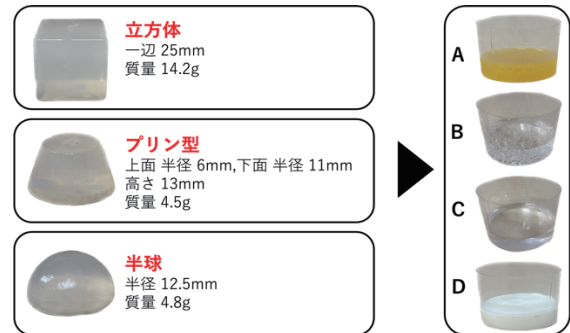 立方体
一辺 25mm
質量 14.2g
プリン型
上面 半径 6mm,下面 半径 11mm
高さ 13mm
質量 4.5g
半球
半径 12.5mm
質量 4.8g
A
B
C
D